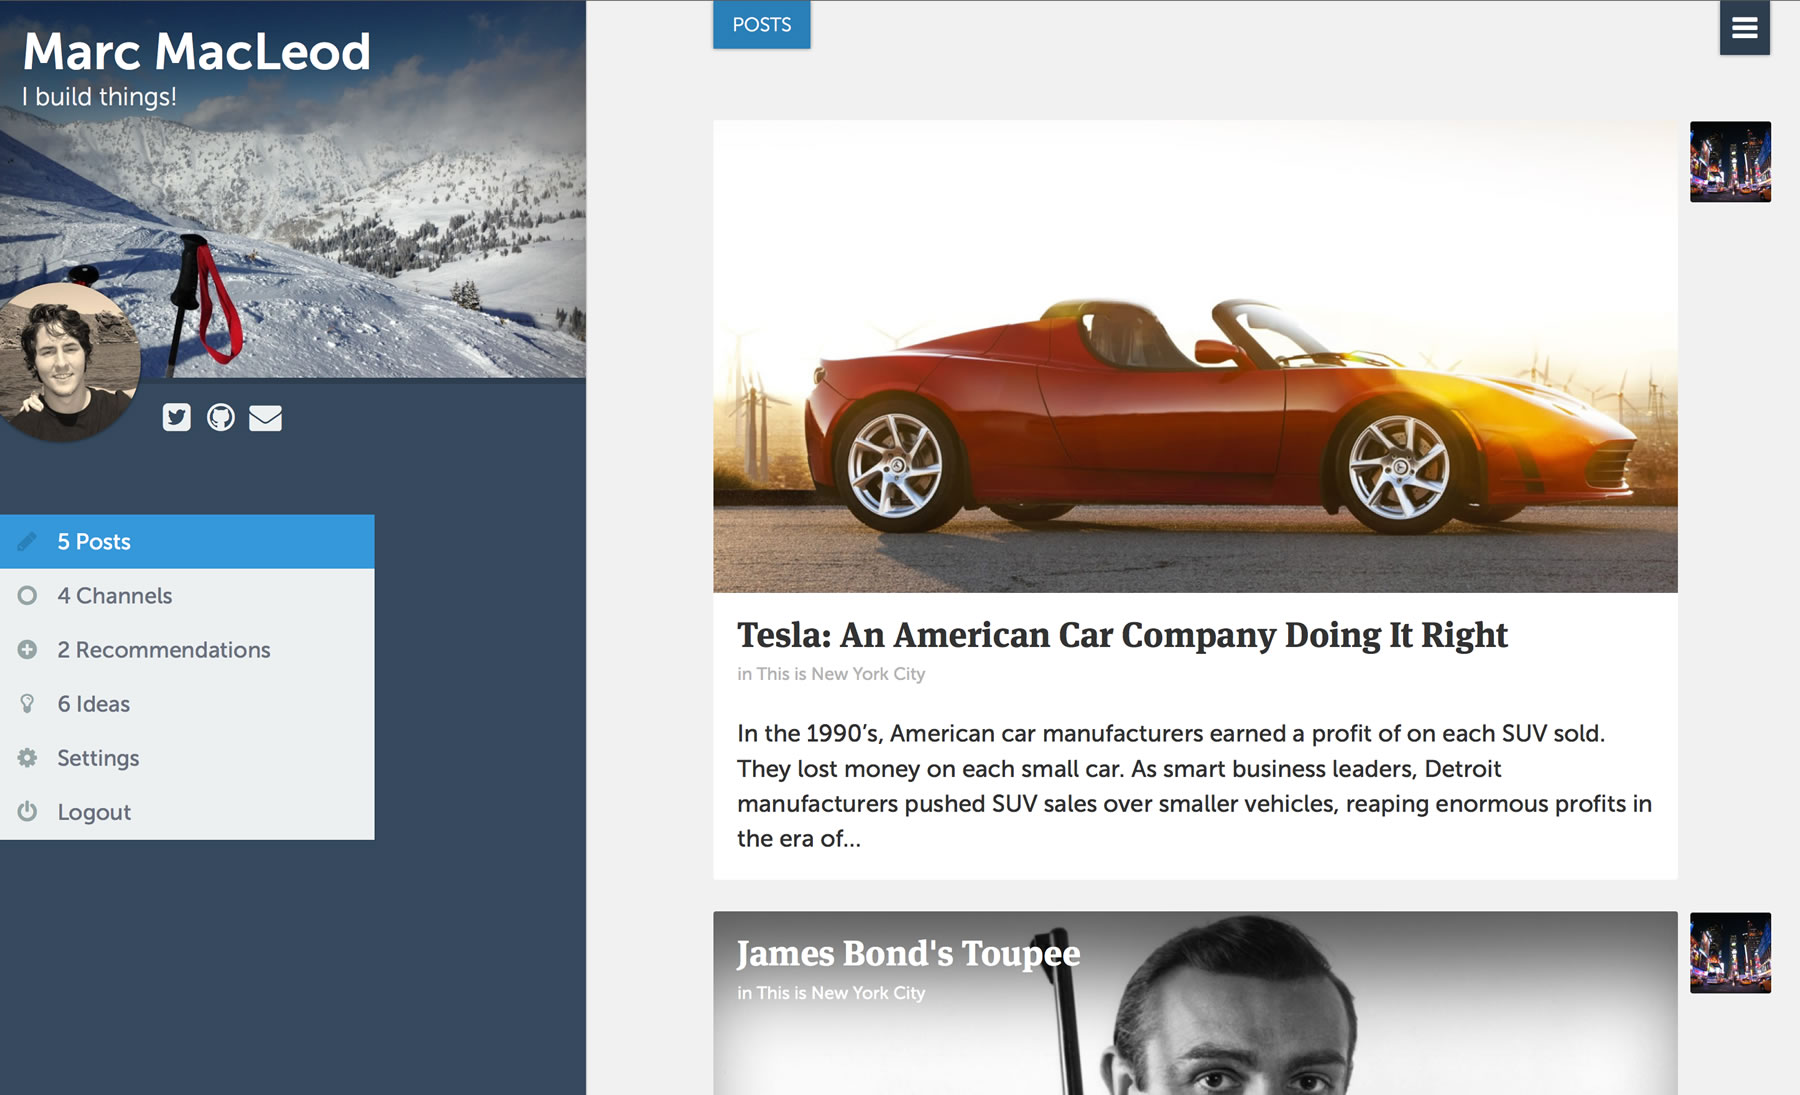 Marc MacLeod
I build things!
5 Posts
4 Channels
2 Recommendations
6 Ideas
Settings
Logout
POSTS
Tesla: An American Car Company Doing It Right
in This is New York City
In the 1990’s, American car manufacturers earned a profit of on each SUV sold.
They lost money on each small car. As smart business leaders, Detroit
manufacturers pushed SUV sales over smaller vehicles, reaping enormous profits in
the era of...
James Bond's Toupee
in This is New York City